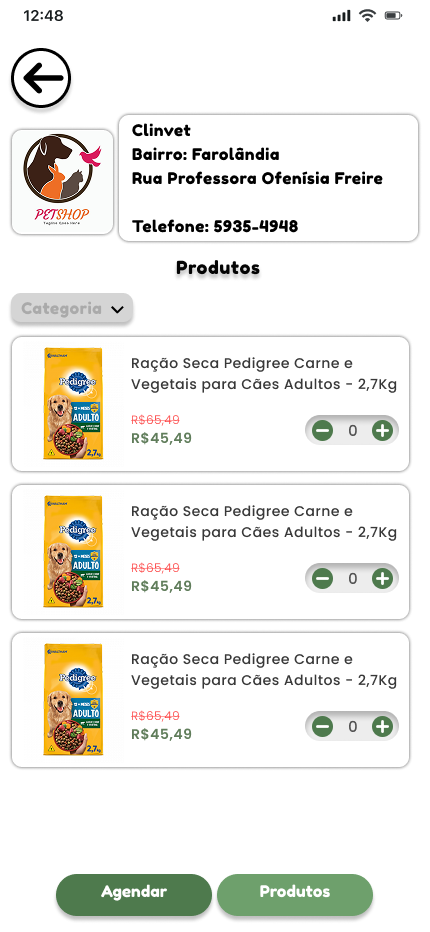 12:48
Clinvet
Bairro: Farolândia
Rua Professora Ofenísia Freire
PETSHOP
Telefone: 5935-4948
Produtos
Categoria
Ração Seca Pedigree Carne e
Vegetais para Cães Adultos - 2,7Kg
Pedigree
ADULTO
2,7kg
R$65,49
R$45,49
0
Ração Seca Pedigree Carne e
Vegetais para Cães Adultos - 2,7Kg
Pedigree
ADULTO
2,7kg
R$65,49
R$45,49
0
Ração Seca Pedigree Carne e
Vegetais para Cães Adultos - 2,7Kg
Pedigree
ADULTO
2,7kg
R$65,49
R$45,49
0
Agendar
Produtos